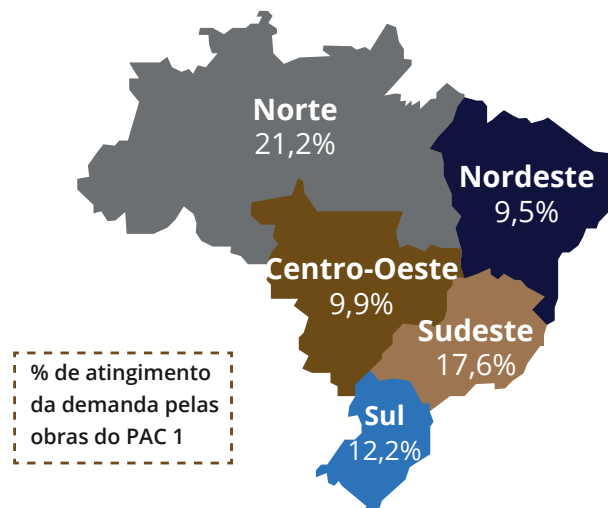 Norte
21,2%
Nordeste
9,5%
Centro-Oeste
9,9%
Sudeste
17,6%
Sul
12,2%
% de atingimento
da demanda pelas
obras do PAC 1